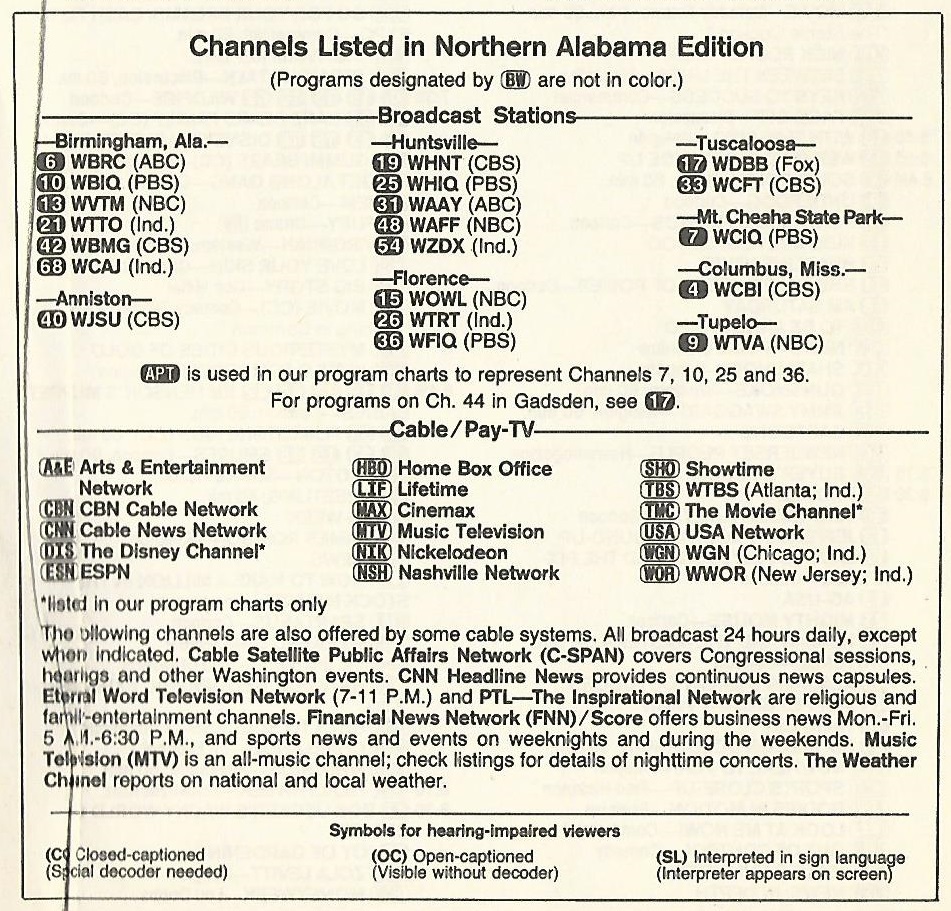 Channels Listed in Northern Alabama Edition
(Programs designated by BW are not in color.)
Broadcast Stations
—Birmingham, Ala.—
6 WBRC (ABC)
10 WBIQ (PBS)
13 WVTM (NBC)
21 WTTO (Ind.)
42 WBMG (CBS)
68 WCAJ (Ind.)
—Anniston—
40 WJSU (CBS)
—Huntsville—
19 WHNT (CBS)
25 WHIQ (PBS)
31 WAAY (ABC)
48 WAFF (NBC)
54 WZDX (Ind.)
—Florence—
15 WOWL (NBC)
26 WTRT (Ind.)
36 WFIQ (PBS)
—Tuscaloosa—
17 WDBB (Fox)
33 WCFT (CBS)
—Mt. Cheaha State Park—
7 WCIQ (PBS)
—Columbus, Miss.—
4 WCBI (CBS)
—Tupelo—
9 WTVA (NBC)
APT is used in our program charts to represent Channels 7, 10, 25 and 36.
For programs on Ch. 44 in Gadsden, see 17.
Cable/Pay-TV
A&E Arts & Entertainment
Network
CBN CBN Cable Network
CNN Cable News Network
DIS The Disney Channel*
ESN ESPN
HBO Home Box Office
LIF Lifetime
MAX Cinemax
MTV Music Television
NIK Nickelodeon
NSH Nashville Network
SHO Showtime
TBS WTBS (Atlanta; Ind.)
TMC The Movie Channel*
USA USA Network
WGN WGN (Chicago; Ind.)
WOR WWOR (New Jersey; Ind.)
*listed in our program charts only
The following channels are also offered by some cable systems. All broadcast 24 hours daily, except
when indicated. Cable Satellite Public Affairs Network (C-SPAN) covers Congressional sessions,
hearings and other Washington events. CNN Headline News provides continuous news capsules.
Eternal Word Television Network (7-11 P.M.) and PTL—The Inspirational Network are religious and
family-entertainment channels. Financial News Network (FNN)/Score offers business news Mon.-Fri.
5 A.M.-6:30 P.M., and sports news and events on weeknights and during the weekends. Music
Television (MTV) is an all-music channel; check listings for details of nighttime concerts. The Weather
Channel reports on national and local weather.
Symbols for hearing-impaired viewers
(CC) Closed-captioned
(Special decoder needed)
(OC) Open-captioned
(Visible without decoder)
(SL) Interpreted in sign language
(Interpreter appears on screen)